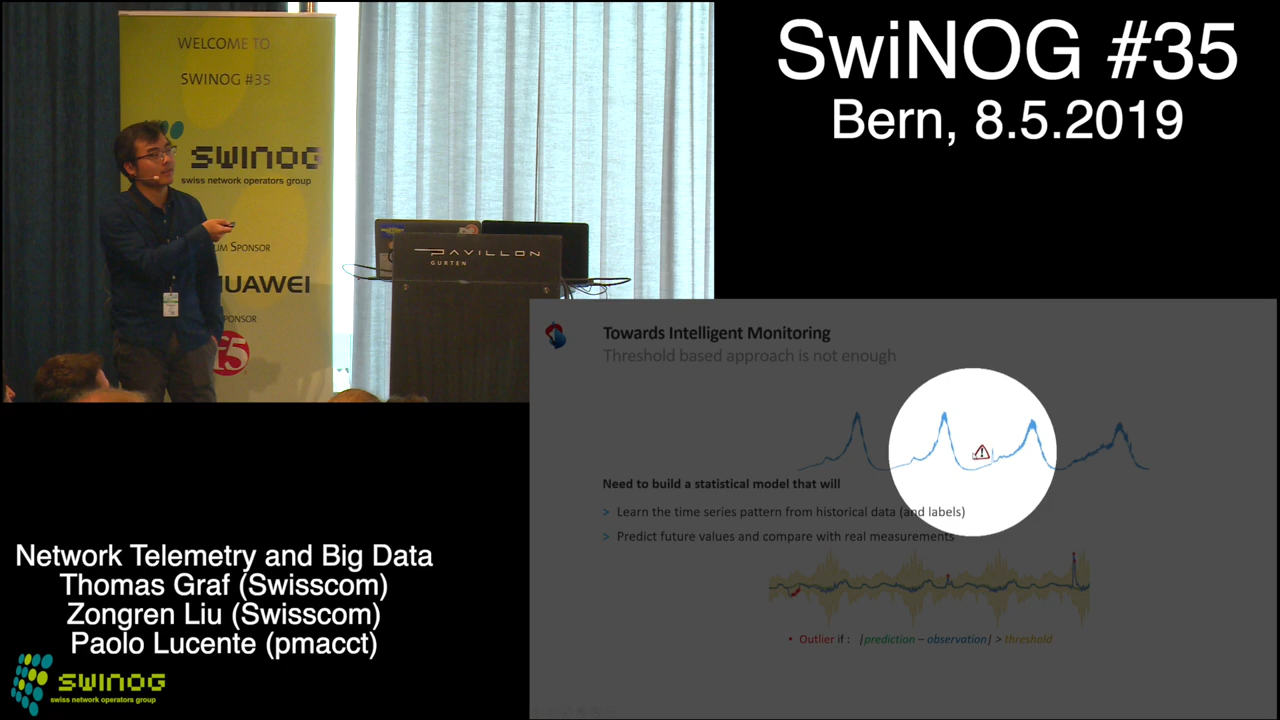 WELCOME TO
SWINOG #35
SWINOG
swiss network operators group
UM SPONSOR
HUAWEI
PONSOR
f5
PAVILLON
GURTEN
SwiNOG #35
Bern, 8.5.2019
Towards Intelligent Monitoring
Threshold based approach is not enough
Need to build a statistical model that will
> Learn the time series pattern from historical data (and labels)
> Predict future values and compare with real measurements
• Outlier if : |prediction – observation| > threshold
Network Telemetry and Big Data
Thomas Graf (Swisscom)
Zongren Liu (Swisscom)
Paolo Lucente (pmacct)
SWINOG
swiss network operators group